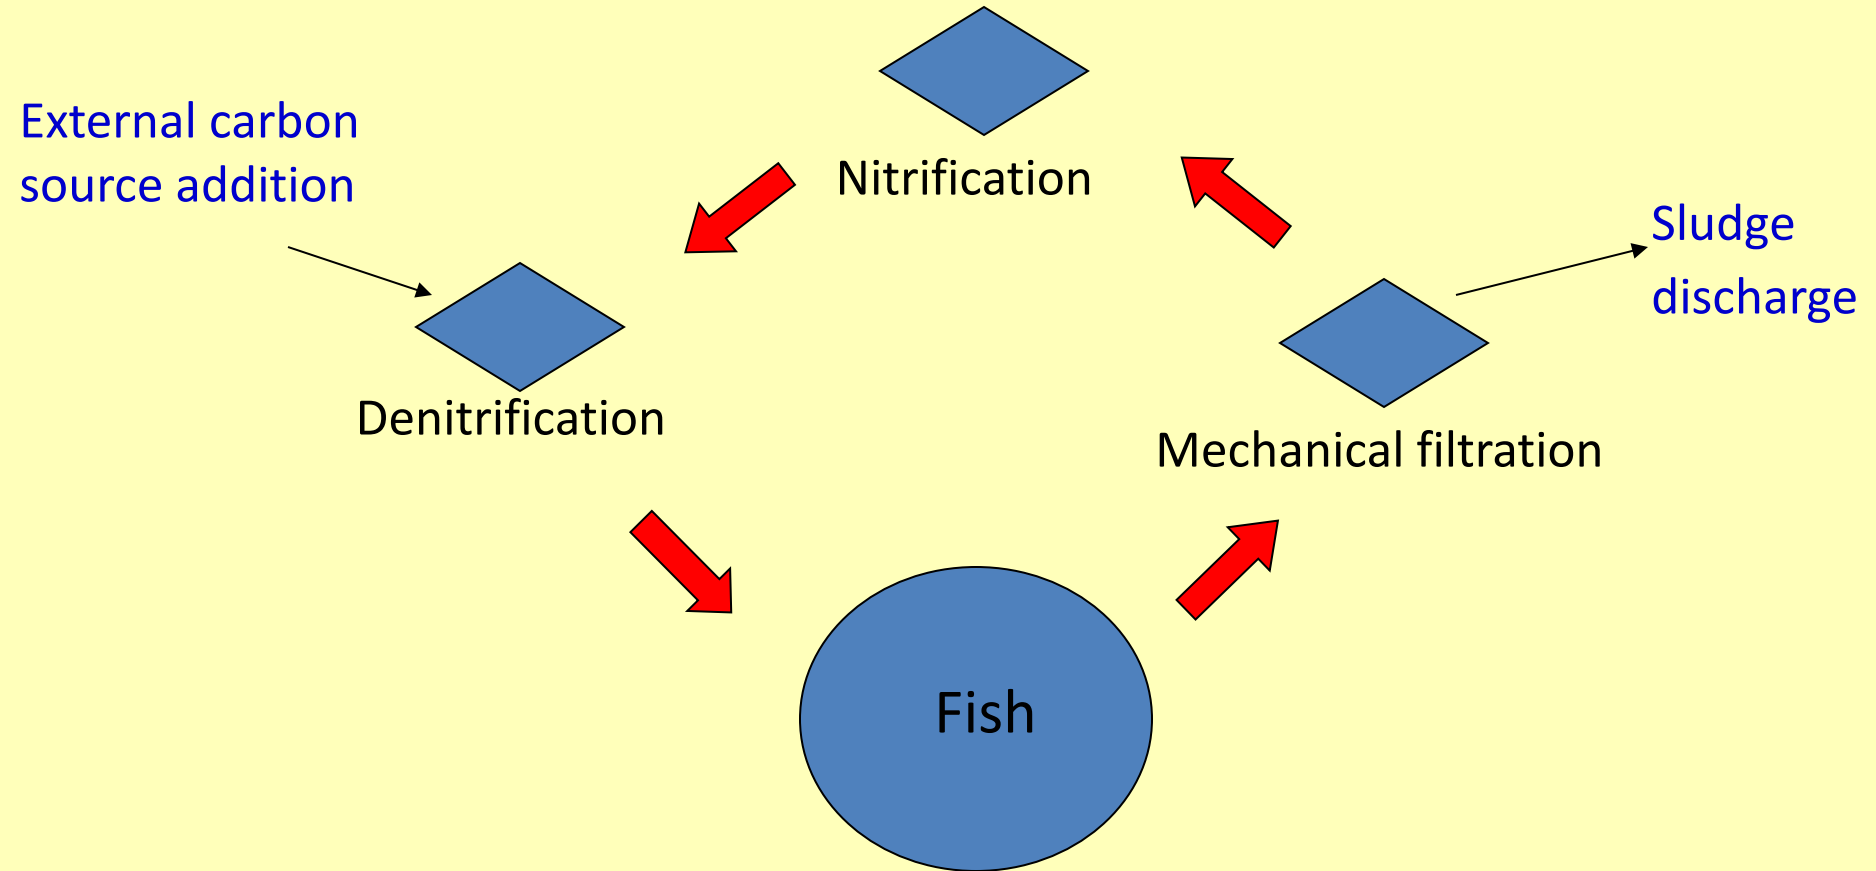 External carbon
source addition
Nitrification
Sludge
discharge
Denitrification
Mechanical filtration
Fish